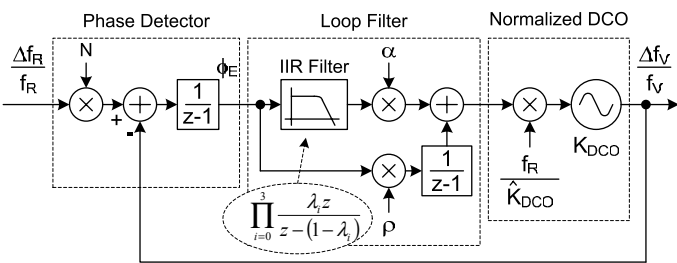 Phase Detector
Loop Filter
Normalized DCO
Δf_R
f_R
N
×
+
+
-
1
z-1
ϕ_E
IIR Filter
α
×
+
×
1
z-1
ρ
∏_{i=0}^{3} λ_i z / (z-(1-λ_i))
×
f_R
K̂_DCO
K_DCO
Δf_V
f_V